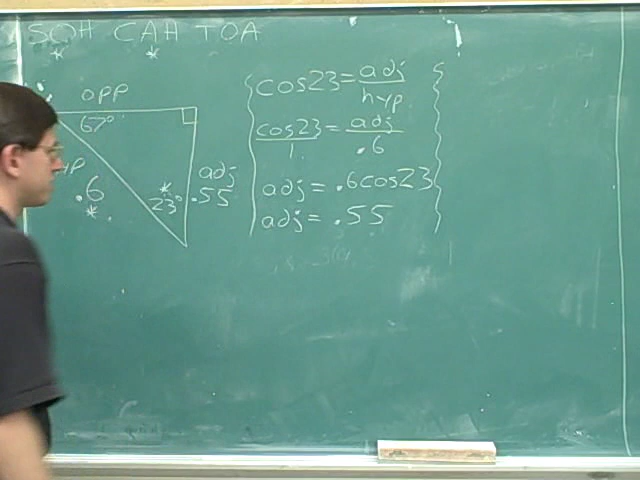 SOH CAH TOA
* *
opp
67°
.6
*
*
23°
adj
.55
cos23 = adj
hyp
cos23 = adj
1 .6
adj = .6cos23
adj = .55